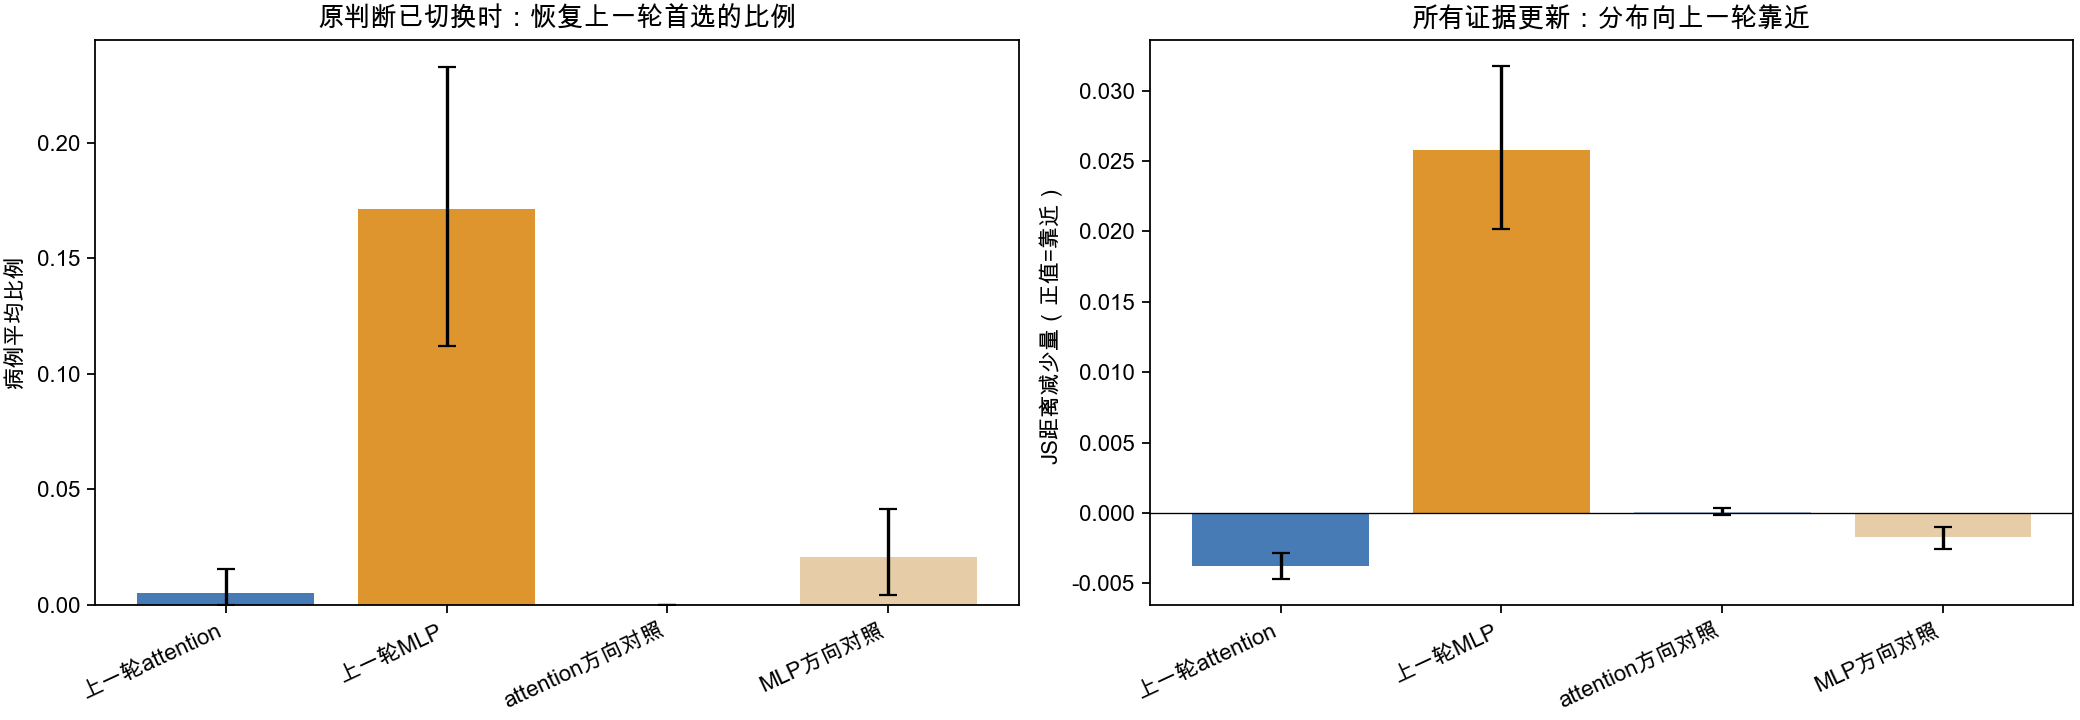 原判断已切换时：恢复上一轮首选的比例
病例平均比例
0.20
0.15
0.10
0.05
0.00
上一轮attention
上一轮MLP
attention方向对照
MLP方向对照
所有证据更新：分布向上一轮靠近
JS距离减少量（正值=靠近）
0.030
0.025
0.020
0.015
0.010
0.005
0.000
-0.005
上一轮attention
上一轮MLP
attention方向对照
MLP方向对照